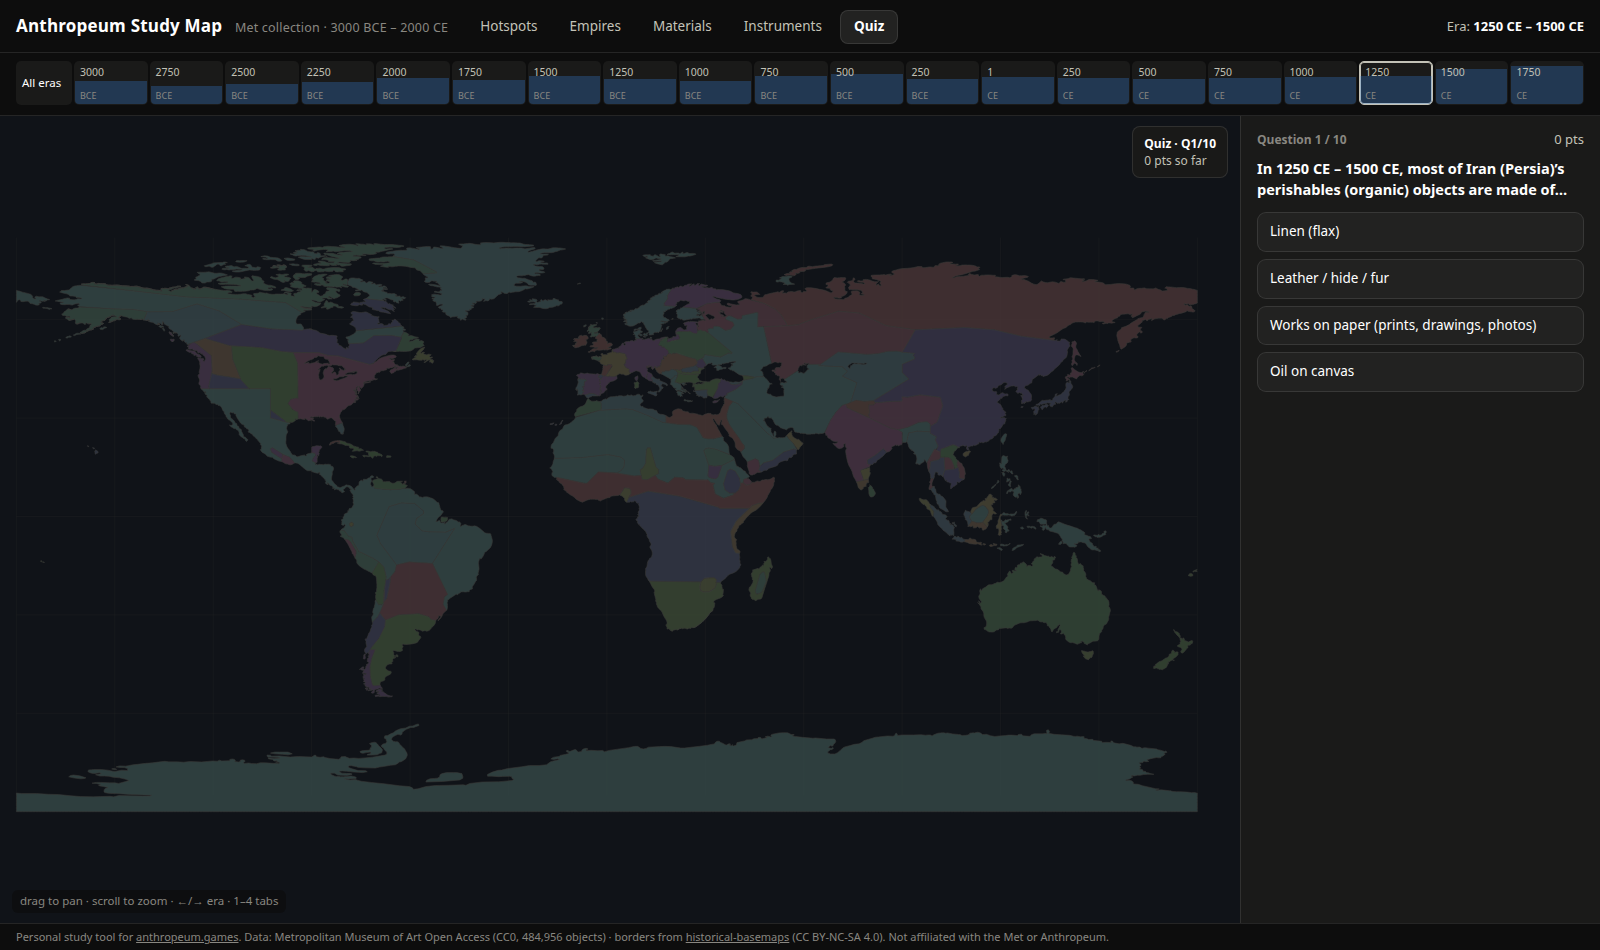 Anthropeum Study Map
Met collection · 3000 BCE – 2000 CE
Hotspots
Empires
Materials
Instruments
Quiz
Era: 1250 CE – 1500 CE
All eras
3000
BCE
2750
BCE
2500
BCE
2250
BCE
2000
BCE
1750
BCE
1500
BCE
1250
BCE
1000
BCE
750
BCE
500
BCE
250
BCE
1
CE
250
CE
500
CE
750
CE
1000
CE
1250
CE
1500
CE
1750
CE
Quiz · Q1/10
0 pts so far
Question 1 / 10
0 pts
In 1250 CE – 1500 CE, most of Iran (Persia)'s
perishables (organic) objects are made of…
Linen (flax)
Leather / hide / fur
Works on paper (prints, drawings, photos)
Oil on canvas
drag to pan · scroll to zoom · ←/→ era · 1–4 tabs
Personal study tool for anthropeum.games. Data: Metropolitan Museum of Art Open Access (CC0, 484,956 objects) · borders from historical-basemaps (CC BY-NC-SA 4.0). Not affiliated with the Met or Anthropeum.